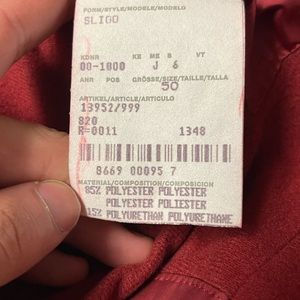 FORM/STYLE/MODELE/MODELO
SLIGO
KDNR KE ME B VT
00-1000 J 6
ANR POS GRÖSSE/SIZE/TAILLE/TALLA
50
ARTIKEL/ARTICLE/ARTICULO
13952/999
820
R=0011 1348
8669 00095 7
MATERIAL/COMPOSITION/COMPOSICION
85% POLYESTER POLYESTER
POLYESTER POLIESTER
15% POLYURETHAN POLYURETHANE